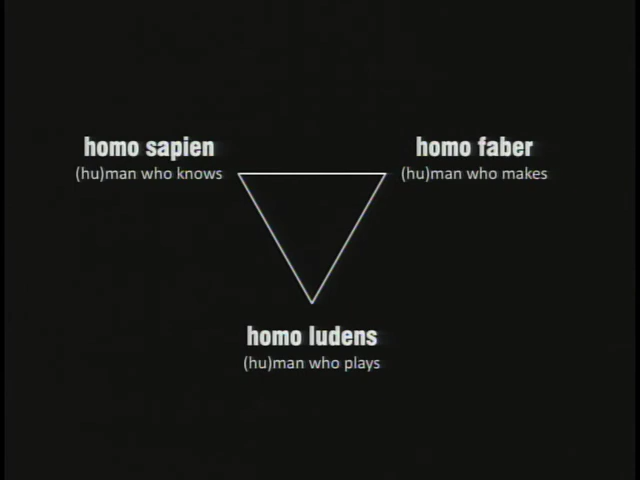 homo sapien
(hu)man who knows
homo faber
(hu)man who makes
homo ludens
(hu)man who plays